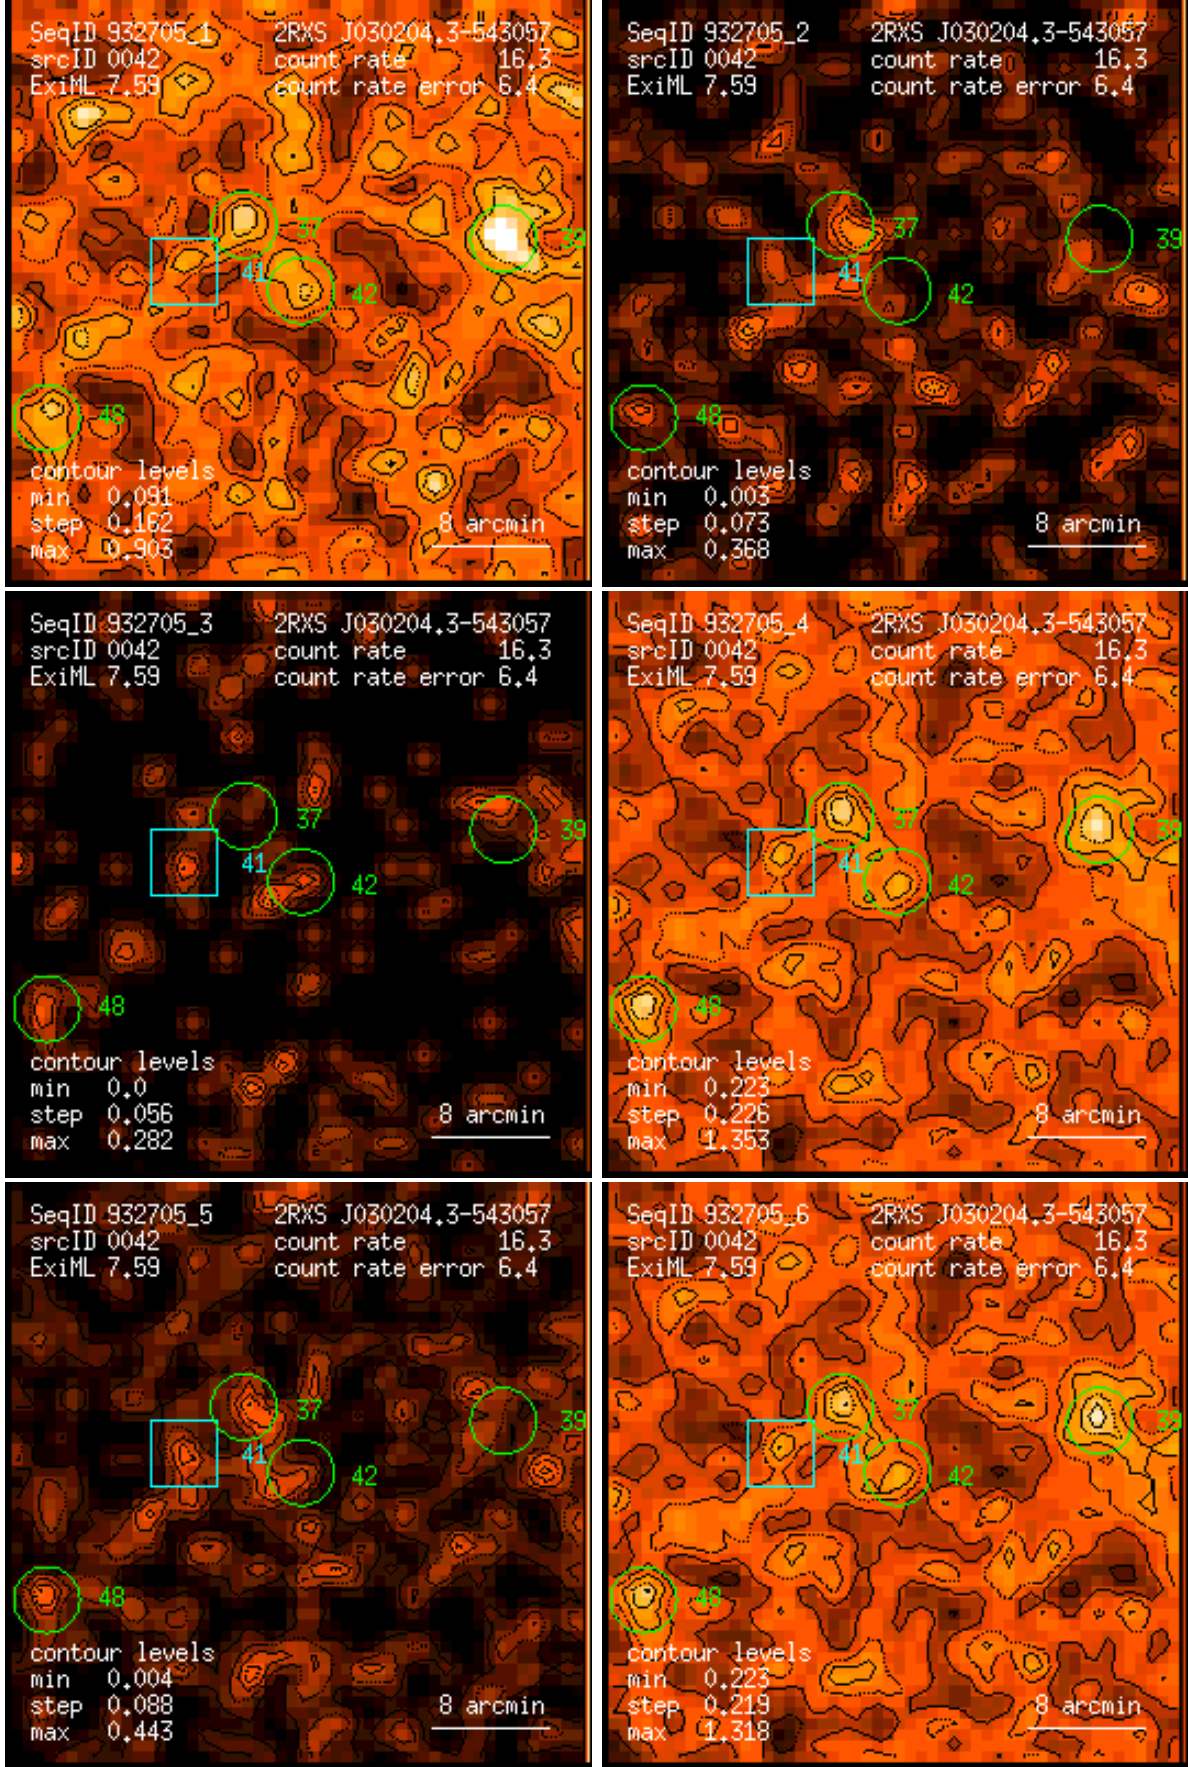 SeqID 932705_1 2RXS J030204.3-543057
srcID 0042 count rate 16.3
ExiML 7.59 count rate error 6.4
37
39
41
42
48
contour levels
min 0.091
step 0.162
max 0.903
8 arcmin
SeqID 932705_2 2RXS J030204.3-543057
srcID 0042 count rate 16.3
ExiML 7.59 count rate error 6.4
37
39
41
42
48
contour levels
min 0.003
step 0.073
max 0.368
8 arcmin
SeqID 932705_3 2RXS J030204.3-543057
srcID 0042 count rate 16.3
ExiML 7.59 count rate error 6.4
37
39
41
42
48
contour levels
min 0.0
step 0.056
max 0.282
8 arcmin
SeqID 932705_4 2RXS J030204.3-543057
srcID 0042 count rate 16.3
ExiML 7.59 count rate error 6.4
37
39
41
42
48
contour levels
min 0.223
step 0.226
max 1.353
8 arcmin
SeqID 932705_5 2RXS J030204.3-543057
srcID 0042 count rate 16.3
ExiML 7.59 count rate error 6.4
37
39
41
42
48
contour levels
min 0.004
step 0.088
max 0.443
8 arcmin
SeqID 932705_6 2RXS J030204.3-543057
srcID 0042 count rate 16.3
ExiML 7.59 count rate error 6.4
37
39
41
42
48
contour levels
min 0.223
step 0.219
max 1.318
8 arcmin